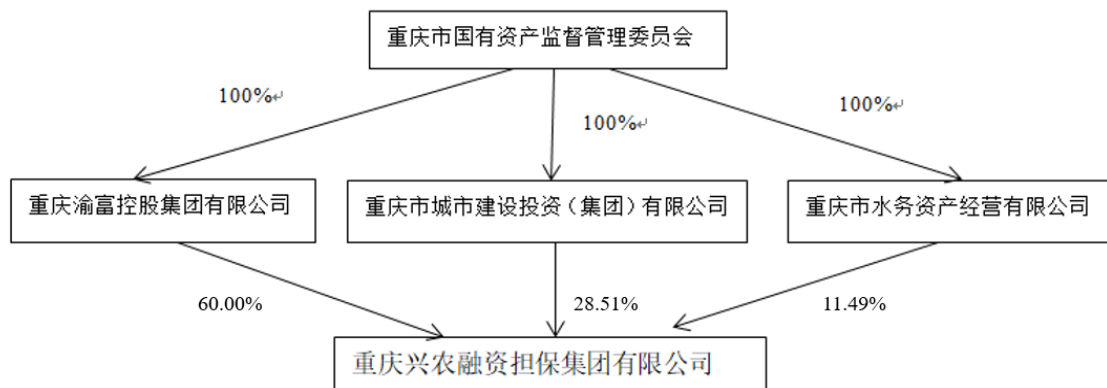 重庆市国有资产监督管理委员会
100%↵
100%↵
100%↵
重庆渝富控股集团有限公司
重庆市城市建设投资（集团）有限公司
重庆市水务资产经营有限公司
60.00%
28.51%
11.49%
重庆兴农融资担保集团有限公司